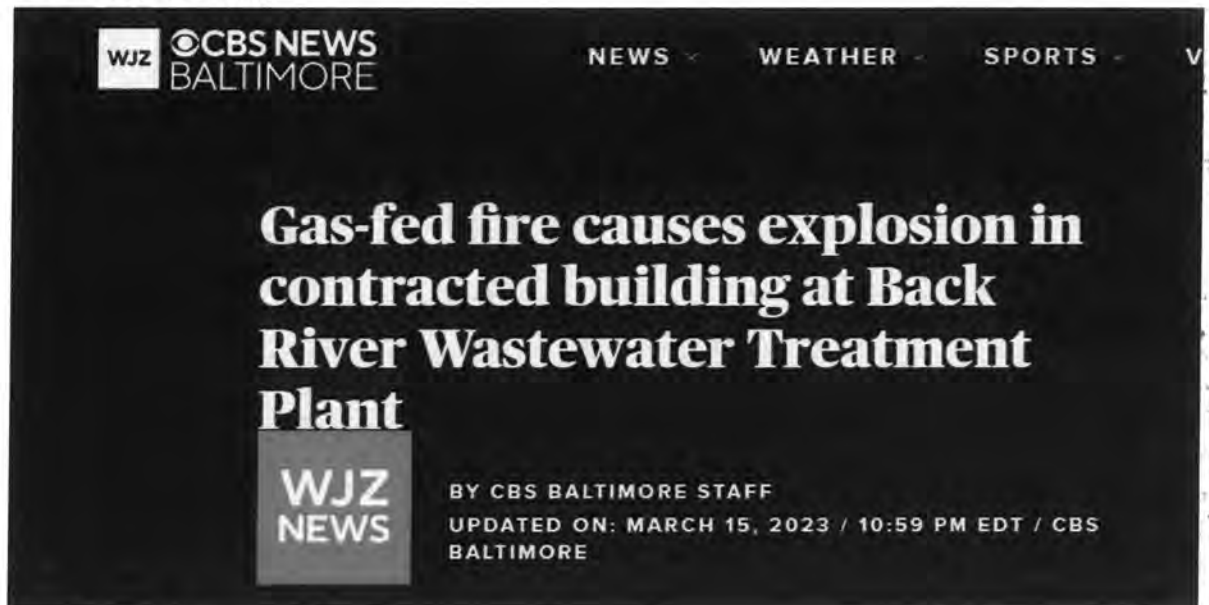 WJZ CBS NEWS
BALTIMORE
NEWS WEATHER SPORTS V
Gas-fed fire causes explosion in
contracted building at Back
River Wastewater Treatment
Plant
WJZ
NEWS
BY CBS BALTIMORE STAFF
UPDATED ON: MARCH 15, 2023 / 10:59 PM EDT / CBS
BALTIMORE